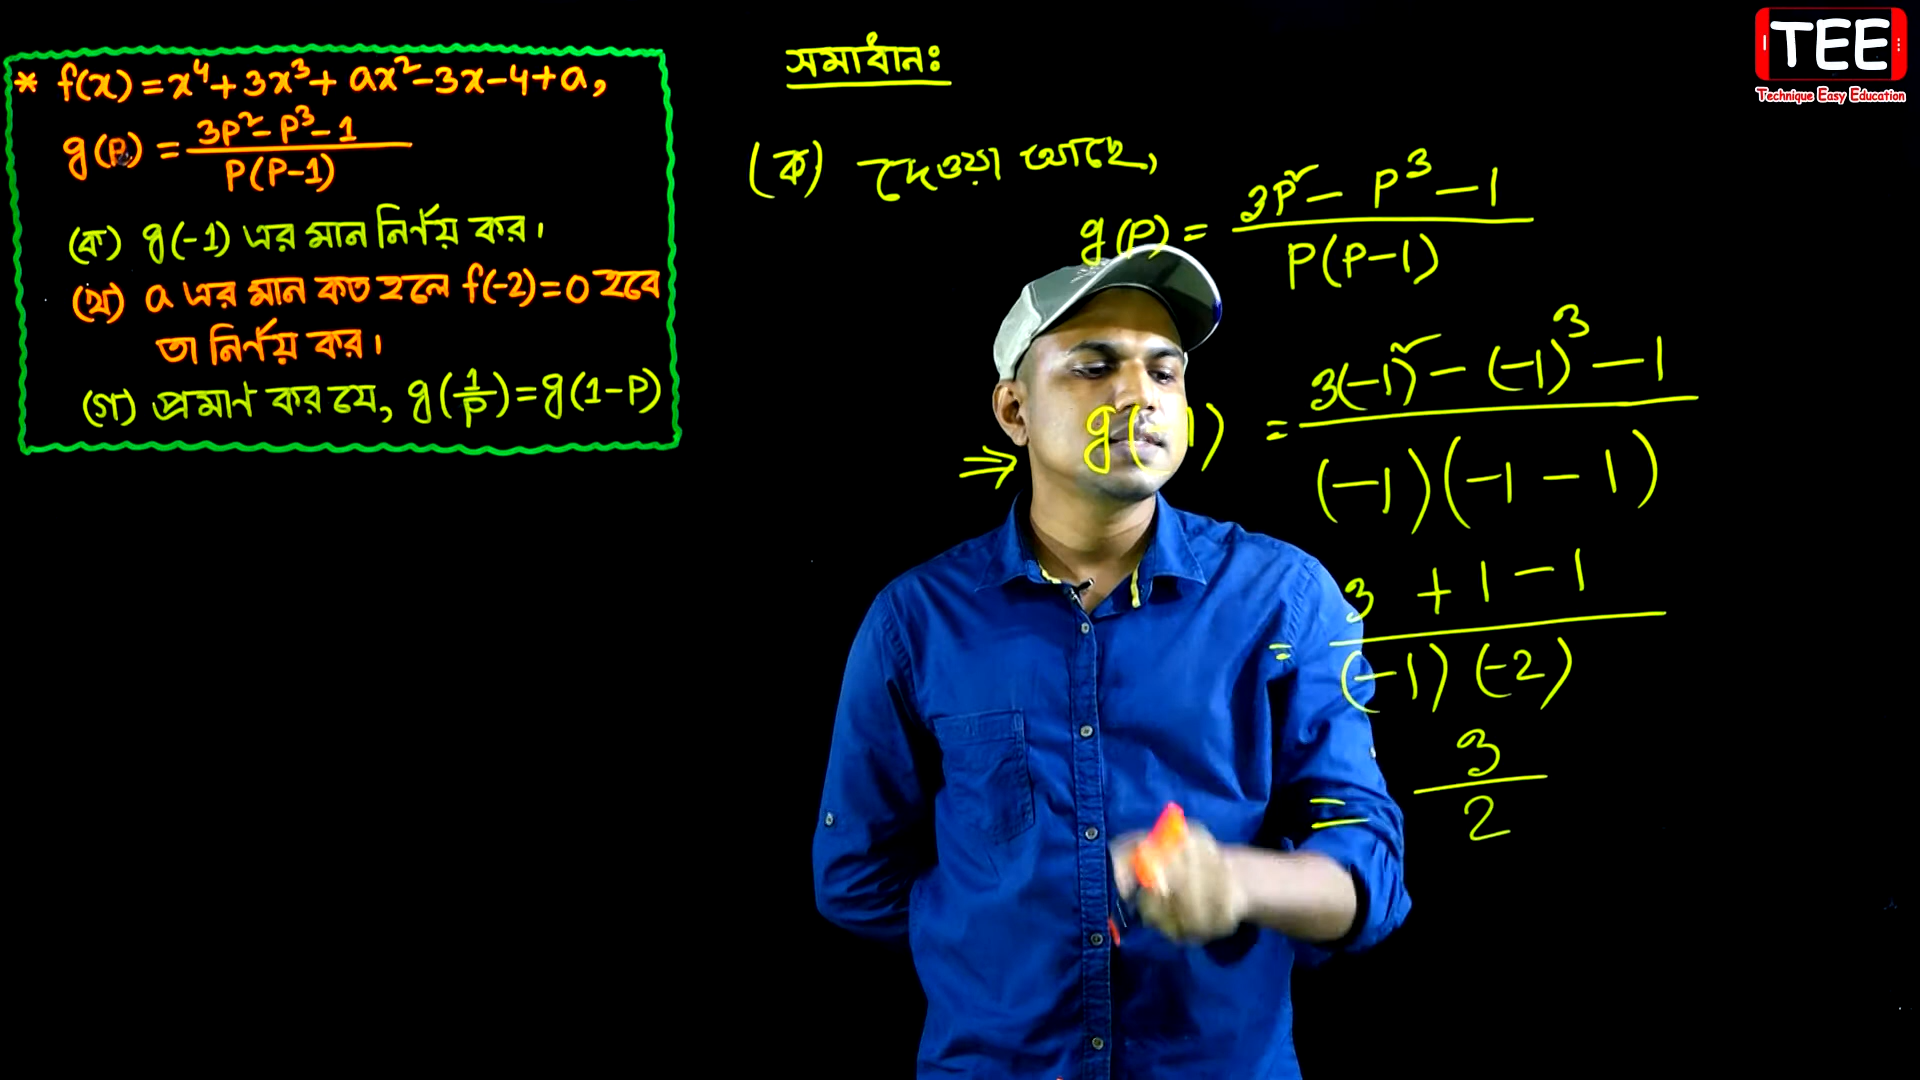 * f(x) = x⁴ + 3x³ + ax² - 3x - 4 + a,
g(P) = (3P² - P³ - 1) / (P(P-1))
(ক) g(-1) এর মান নির্ণয় কর।
(খ) a এর মান কত হলে f(-2) = 0 হবে
তা নির্ণয় কর।
(গ) প্রমাণ কর যে, g(1/P) = g(1-P)
সমাধানঃ
(ক) দেওয়া আছে,
g(P) = (3P² - P³ - 1) / (P(P-1))
⇒ g(-1) = (3(-1)² - (-1)³ - 1) / ((-1)(-1-1))
= (3 + 1 - 1) / ((-1)(-2))
= 3/2
TEE
Technique Easy Education